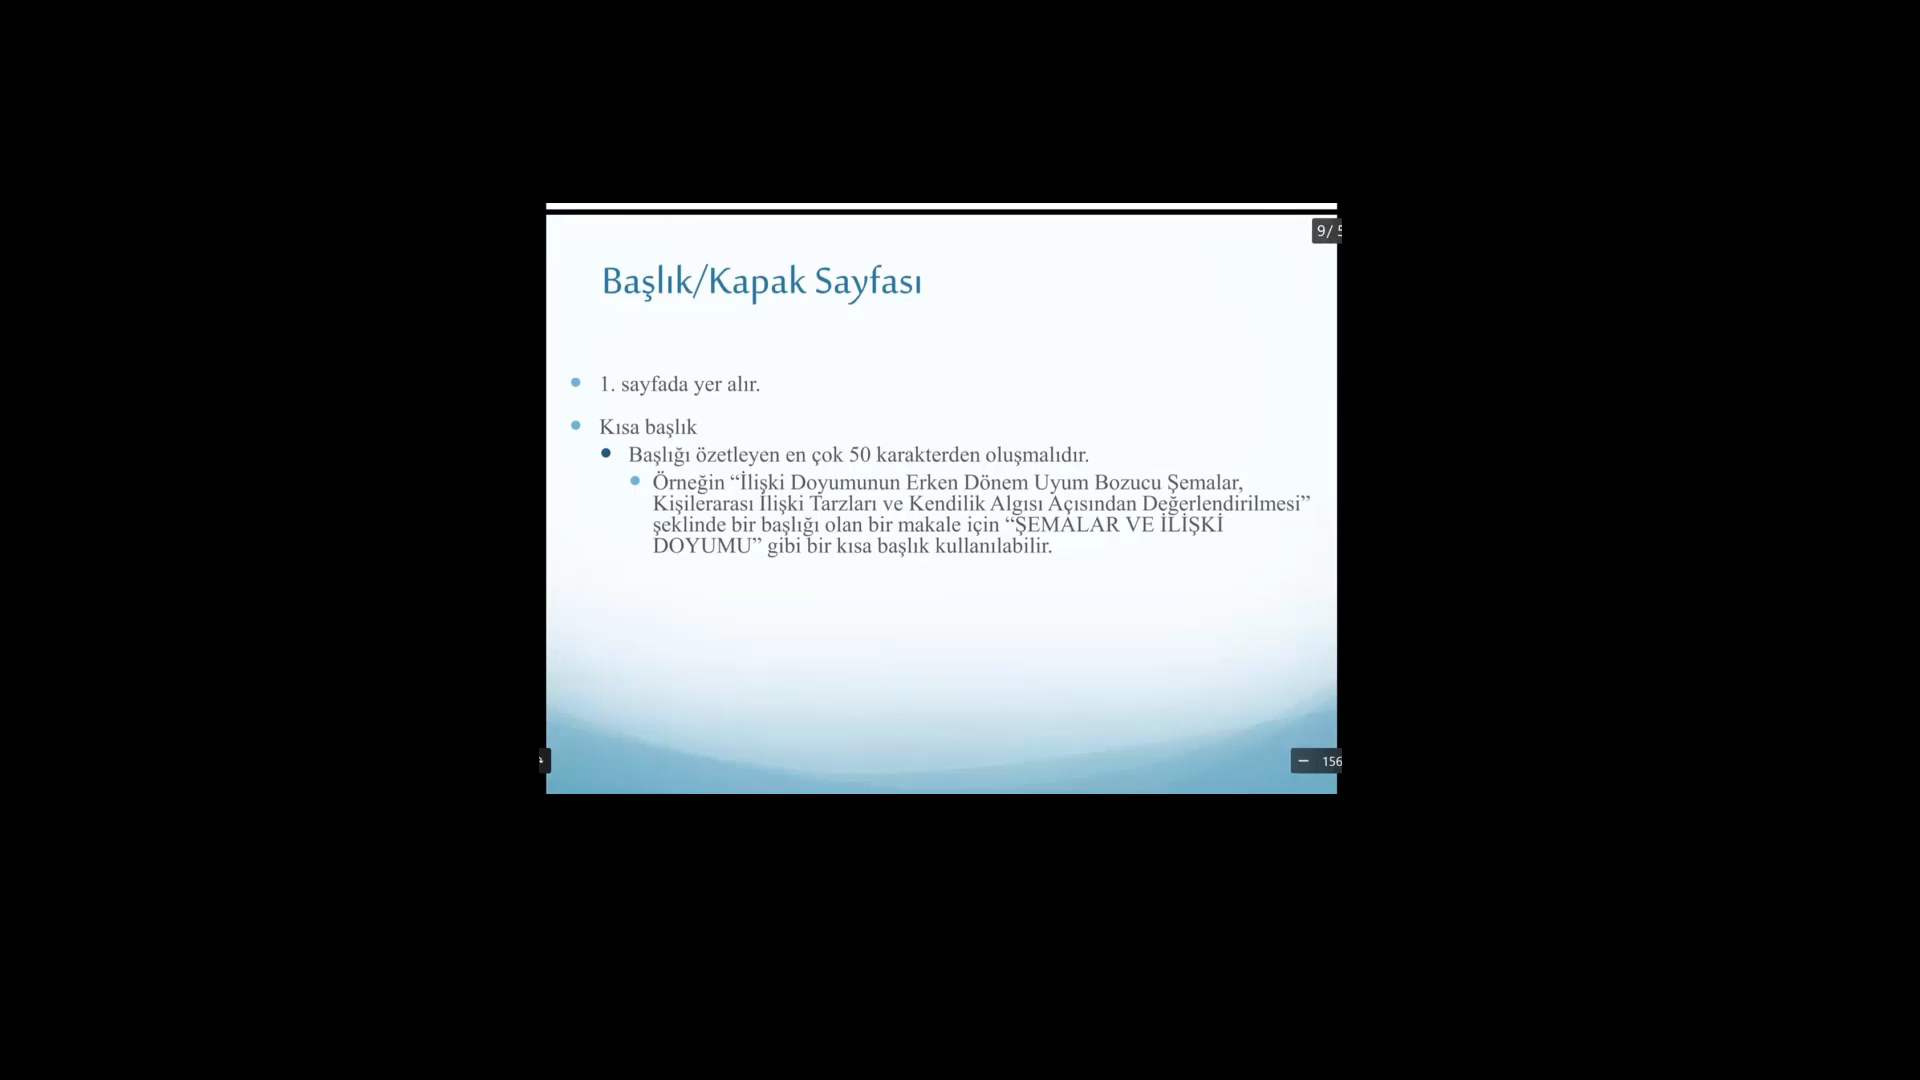 9/ 5
Başlık/Kapak Sayfası
1. sayfada yer alır.
Kısa başlık
Başlığı özetleyen en çok 50 karakterden oluşmalıdır.
Örneğin “İlişki Doyumunun Erken Dönem Uyum Bozucu Şemalar,
Kişilerarası İlişki Tarzları ve Kendilik Algısı Açısından Değerlendirilmesi”
şeklinde bir başlığı olan bir makale için “ŞEMALAR VE İLİŞKİ
DOYUMU” gibi bir kısa başlık kullanılabilir.
156